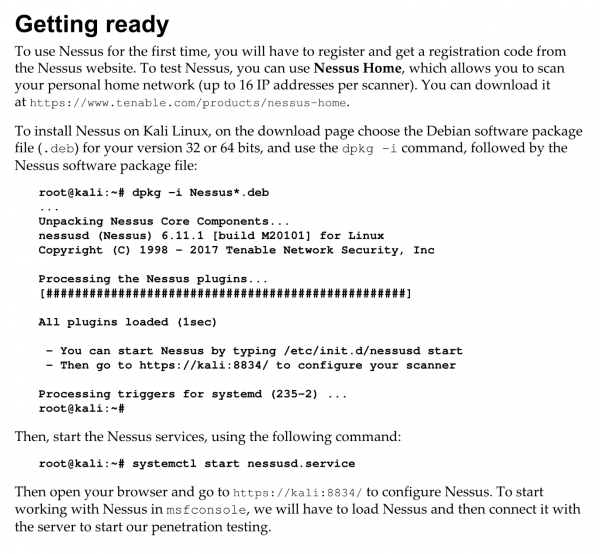 Getting ready
To use Nessus for the first time, you will have to register and get a registration code from
the Nessus website. To test Nessus, you can use Nessus Home, which allows you to scan
your personal home network (up to 16 IP addresses per scanner). You can download it
at https://www.tenable.com/products/nessus-home.
To install Nessus on Kali Linux, on the download page choose the Debian software package
file (.deb) for your version 32 or 64 bits, and use the dpkg -i command, followed by the
Nessus software package file:
root@kali:~# dpkg -i Nessus*.deb
...
Unpacking Nessus Core Components...
nessusd (Nessus) 6.11.1 [build M20101] for Linux
Copyright (C) 1998 - 2017 Tenable Network Security, Inc
Processing the Nessus plugins...
[##################################################]
All plugins loaded (1sec)
- You can start Nessus by typing /etc/init.d/nessusd start
- Then go to https://kali:8834/ to configure your scanner
Processing triggers for systemd (235-2) ...
root@kali:~#
Then, start the Nessus services, using the following command:
root@kali:~# systemctl start nessusd.service
Then open your browser and go to https://kali:8834/ to configure Nessus. To start
working with Nessus in msfconsole, we will have to load Nessus and then connect it with
the server to start our penetration testing.